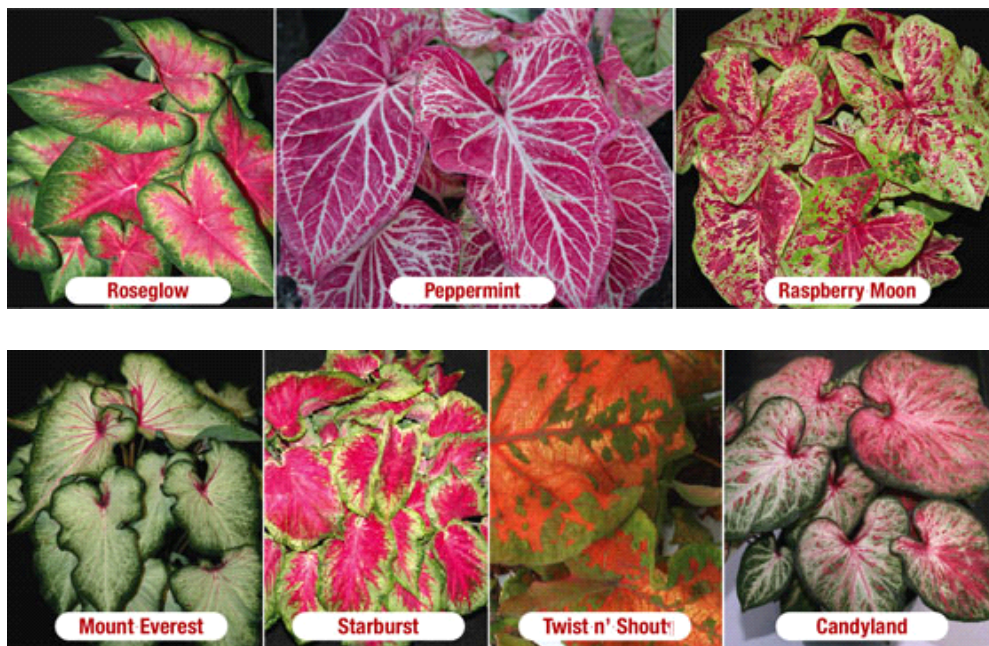 Roseglow
Peppermint
Raspberry Moon
Mount Everest
Starburst
Twist n' Shout¶
Candyland